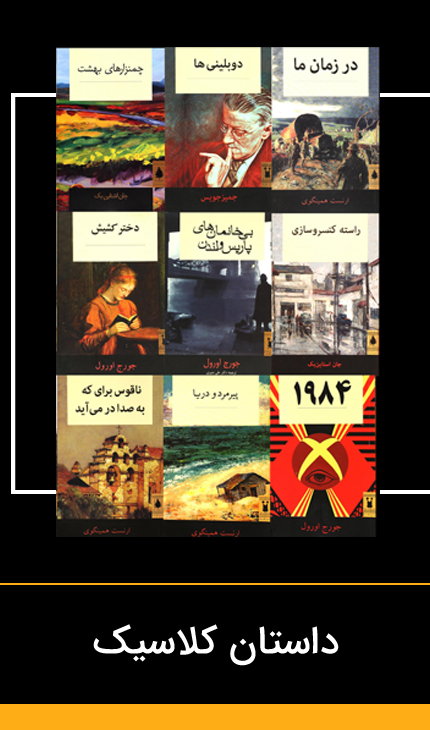 در زمان ما
ارنست همینگوی
دوبلینی ها
جیمز جویس
چمنزارهای بهشت
جان اشتاین بک
راسته کنسروسازی
جان اشتاین بک
بی‌خانمان‌های
پاریس و لندن
جورج اورول
دختر کشیش
جورج اورول
۱۹۸۴
جورج اورول
پیرمرد و دریا
ارنست همینگوی
ناقوس برای که
به صدا در می‌آید
ارنست همینگوی
داستان کلاسیک